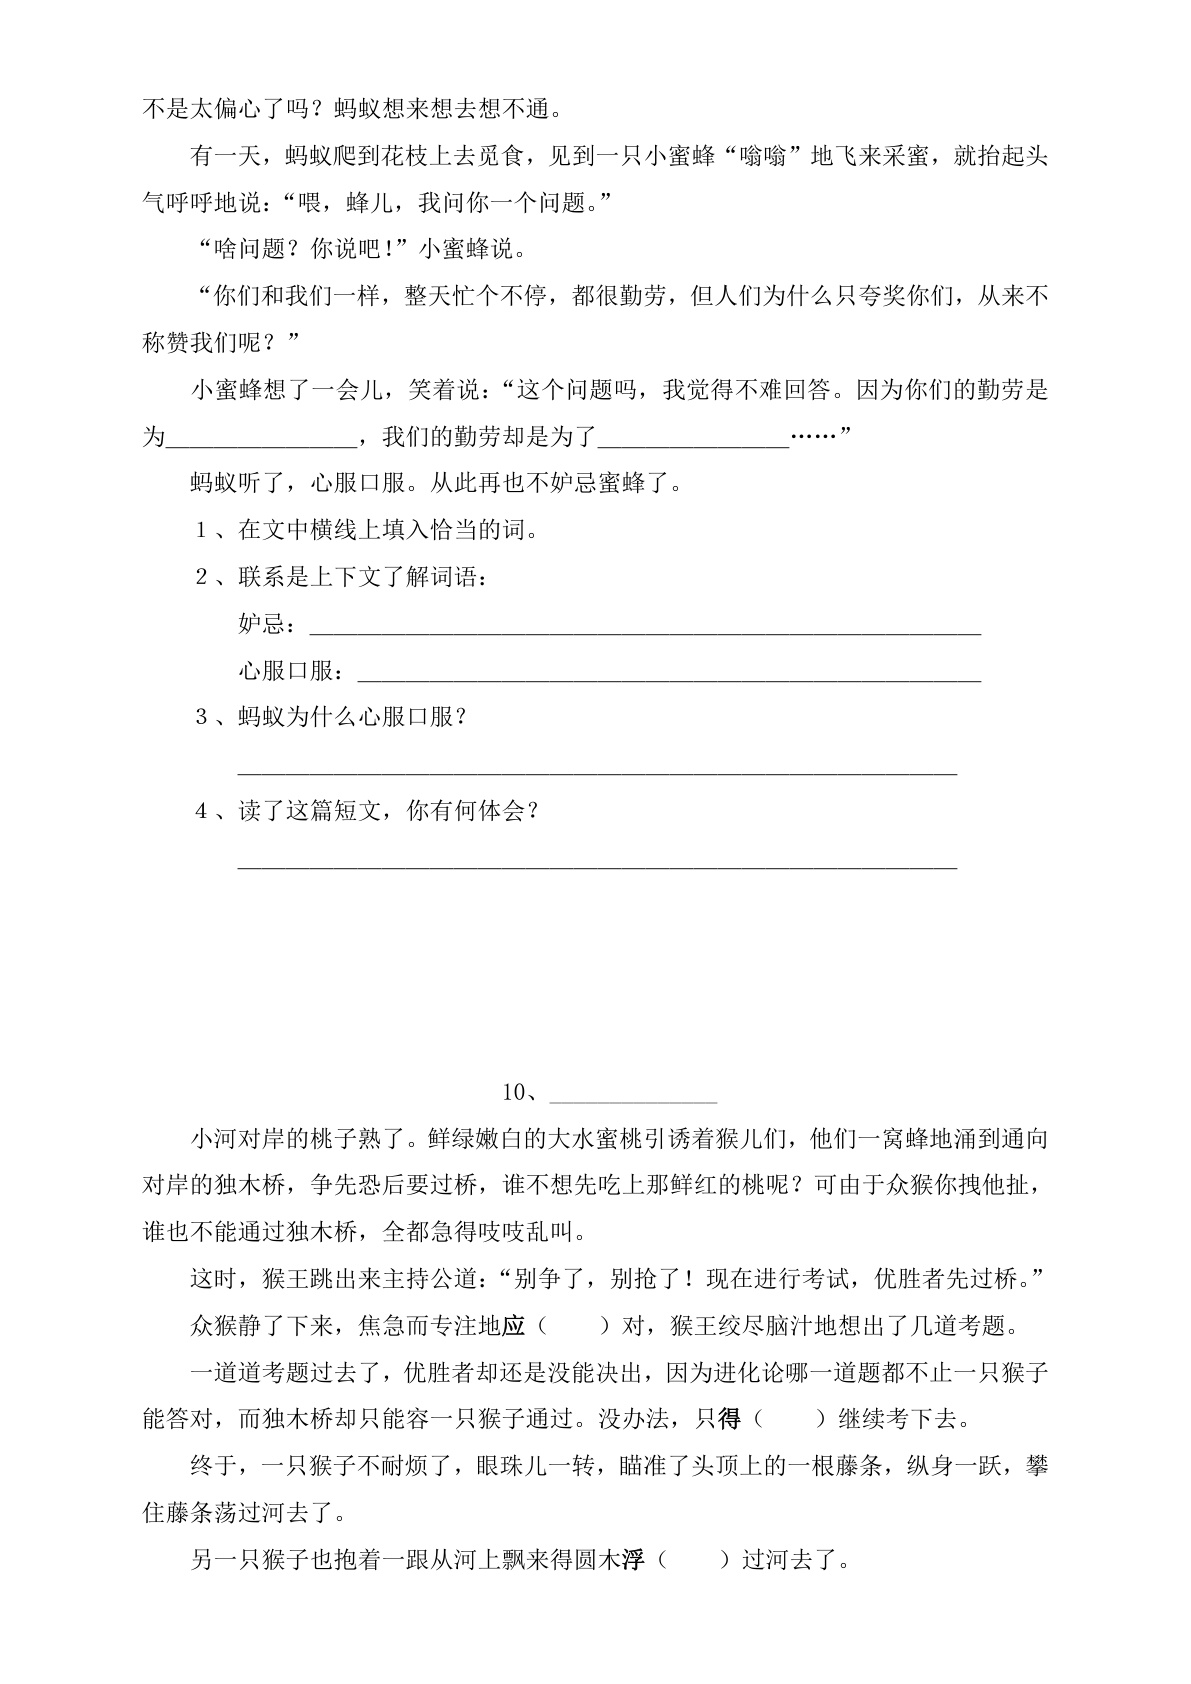 不是太偏心了吗？蚂蚁想来想去想不通。
有一天，蚂蚁爬到花枝上去觅食，见到一只小蜜蜂“嗡嗡”地飞来采蜜，就抬起头
气呼呼地说：“喂，蜂儿，我问你一个问题。”
“啥问题？你说吧！”小蜜蜂说。
“你们和我们一样，整天忙个不停，都很勤劳，但人们为什么只夸奖你们，从来不
称赞我们呢？”
小蜜蜂想了一会儿，笑着说：“这个问题吗，我觉得不难回答。因为你们的勤劳是
为________________，我们的勤劳却是为了________________……”
蚂蚁听了，心服口服。从此再也不妒忌蜜蜂了。
１、在文中横线上填入恰当的词。
２、联系是上下文了解词语：
妒忌：________________________________________________________
心服口服：____________________________________________________
３、蚂蚁为什么心服口服？
____________________________________________________________
４、读了这篇短文，你有何体会？
____________________________________________________________
10、______________
小河对岸的桃子熟了。鲜绿嫩白的大水蜜桃引诱着猴儿们，他们一窝蜂地涌到通向
对岸的独木桥，争先恐后要过桥，谁不想先吃上那鲜红的桃呢？可由于众猴你拽他扯，
谁也不能通过独木桥，全都急得吱吱乱叫。
这时，猴王跳出来主持公道：“别争了，别抢了！现在进行考试，优胜者先过桥。”
众猴静了下来，焦急而专注地应（　　）对，猴王绞尽脑汁地想出了几道考题。
一道道考题过去了，优胜者却还是没能决出，因为进化论哪一道题都不止一只猴子
能答对，而独木桥却只能容一只猴子通过。没办法，只得（　　）继续考下去。
终于，一只猴子不耐烦了，眼珠儿一转，瞄准了头顶上的一根藤条，纵身一跃，攀
住藤条荡过河去了。
另一只猴子也抱着一跟从河上飘来得圆木浮（　　）过河去了。